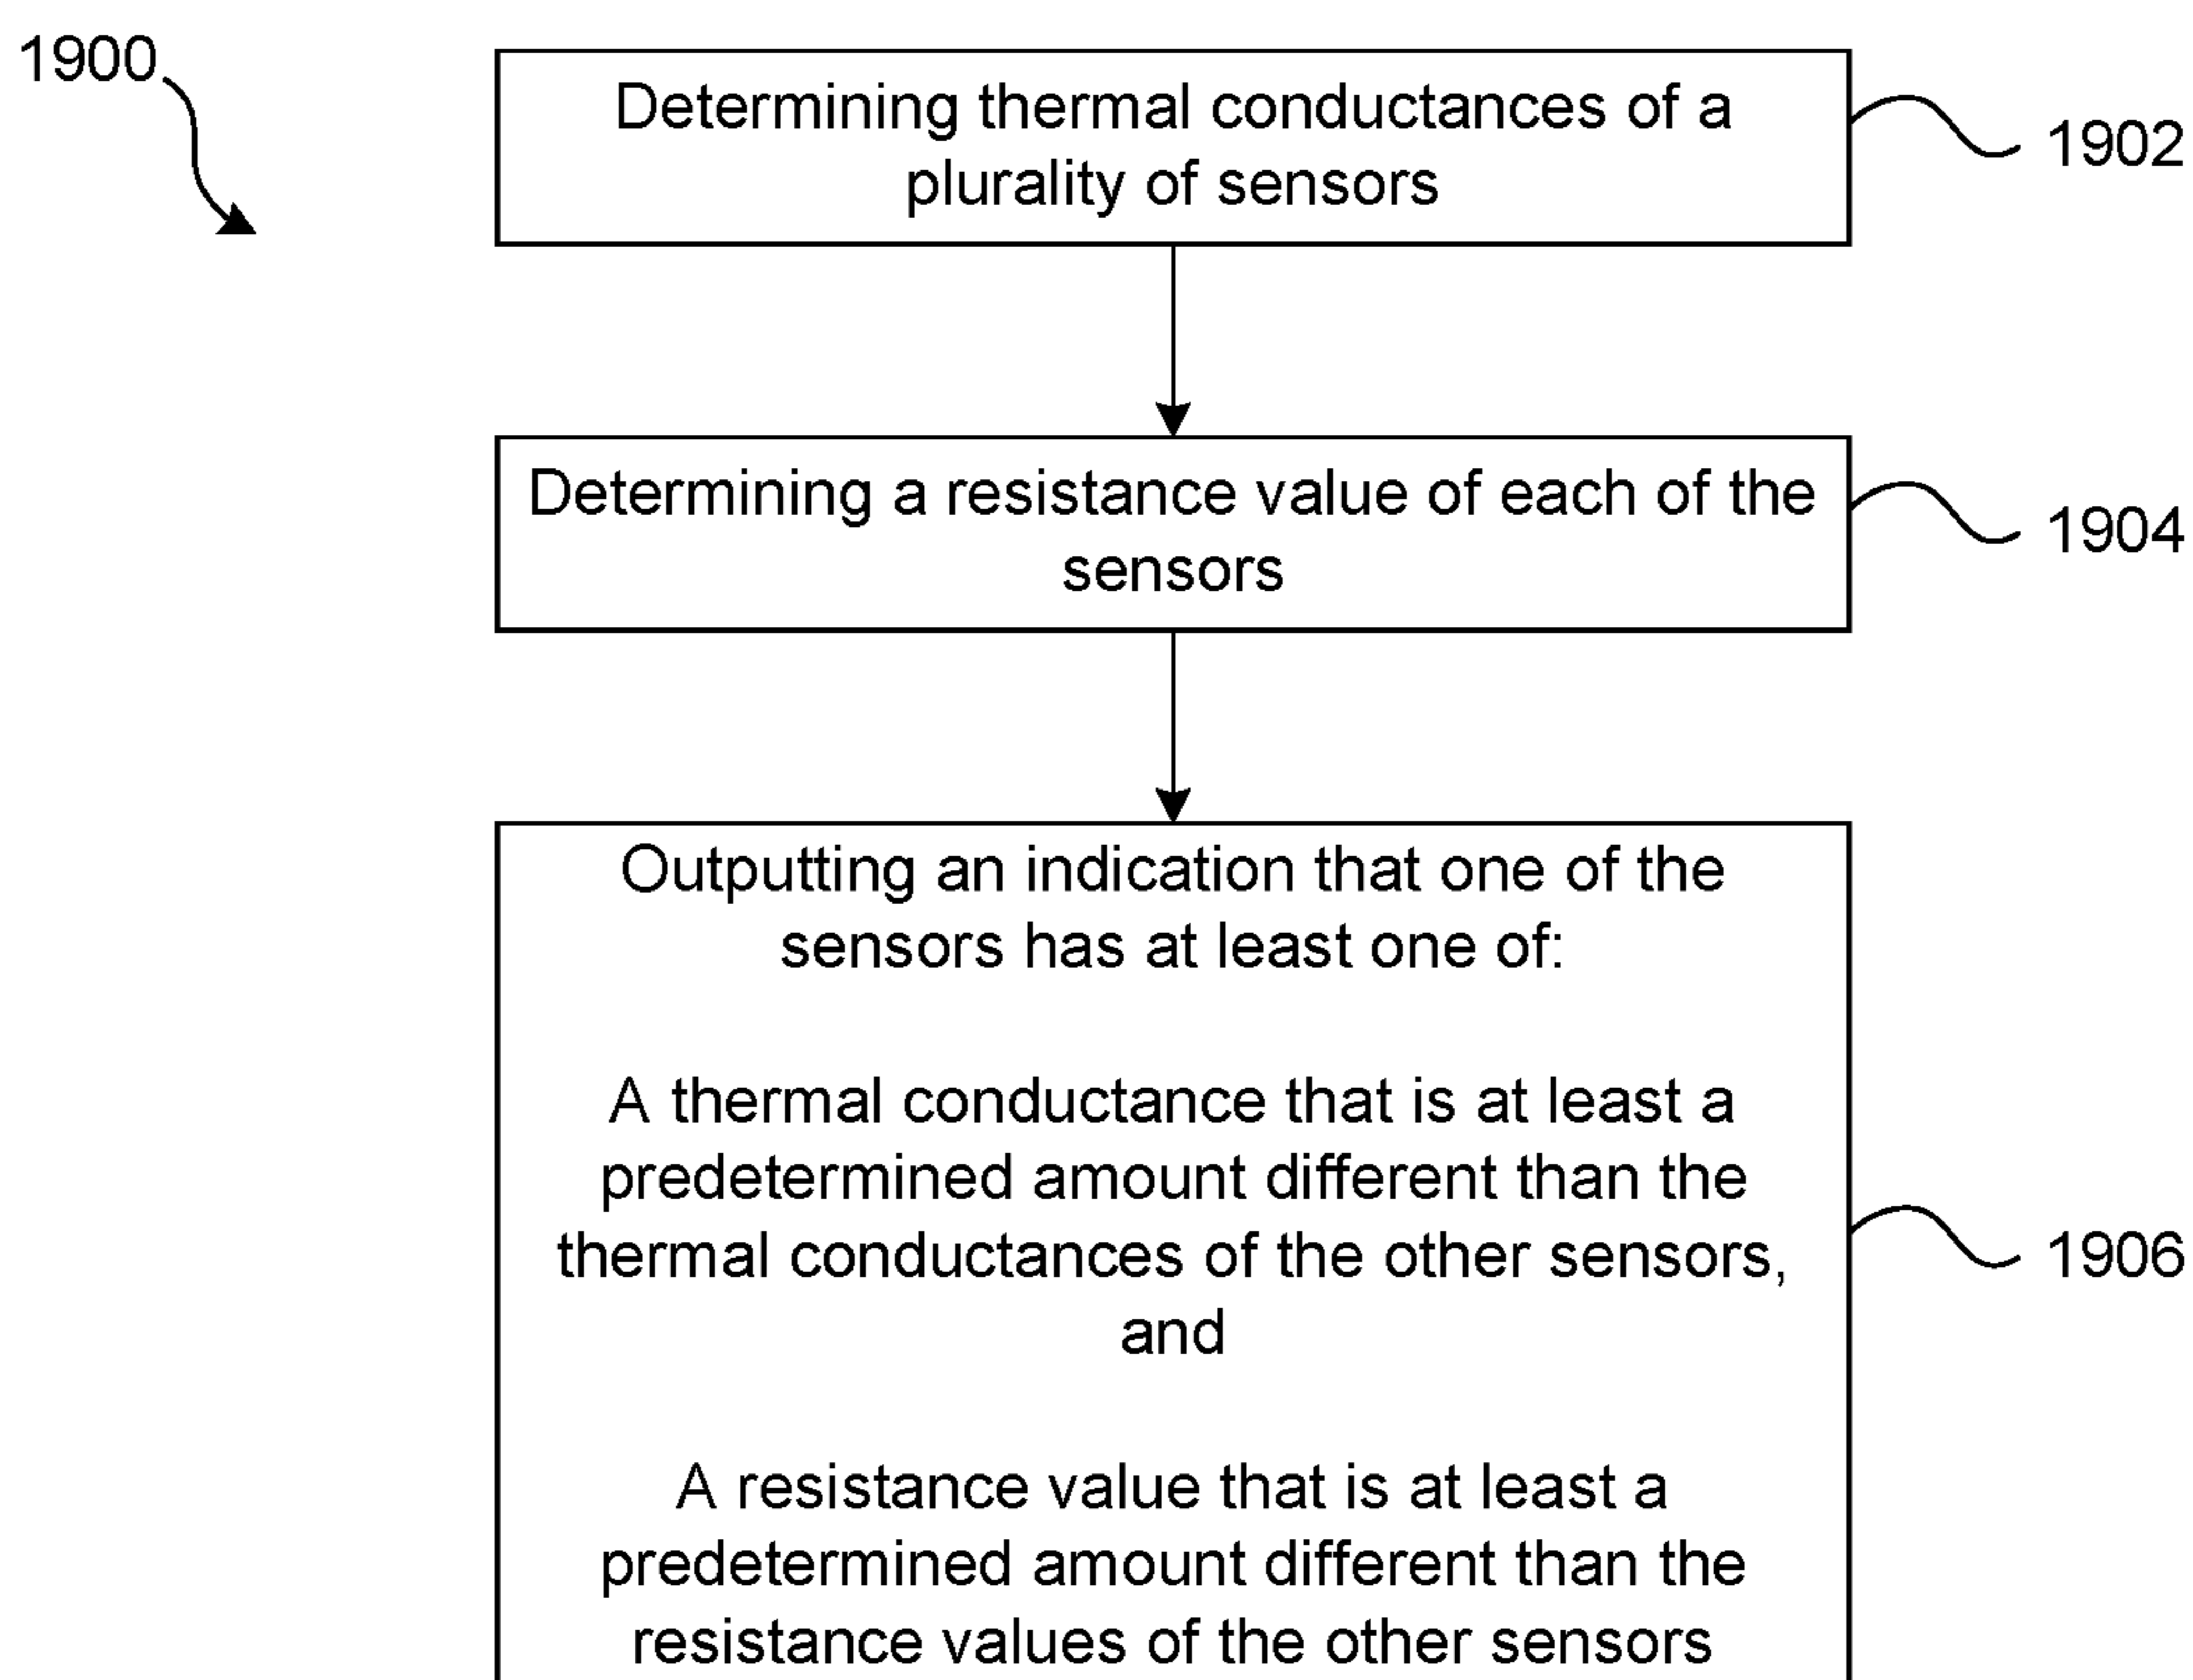 1900
Determining thermal conductances of a
plurality of sensors
1902
Determining a resistance value of each of the
sensors
1904
Outputting an indication that one of the
sensors has at least one of:
A thermal conductance that is at least a
predetermined amount different than the
thermal conductances of the other sensors,
and
A resistance value that is at least a
predetermined amount different than the
resistance values of the other sensors
1906